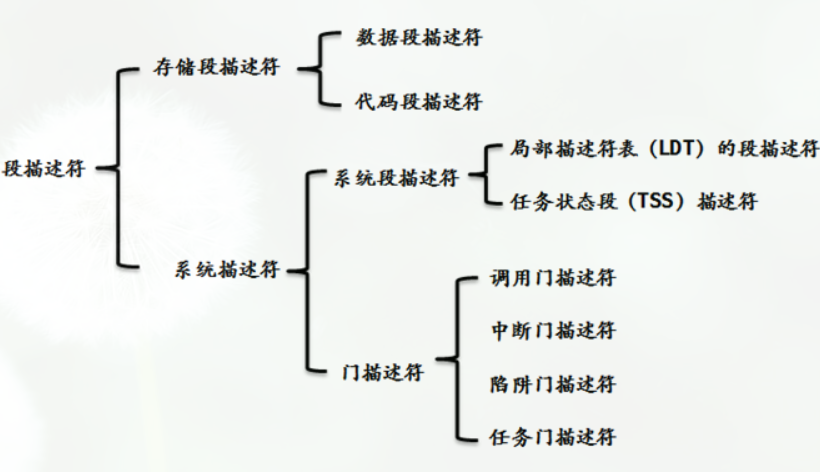 数据段描述符
存储段描述符
代码段描述符
局部描述符表（LDT）的段描述符
段描述符
系统段描述符
任务状态段（TSS）描述符
系统描述符
调用门描述符
中断门描述符
门描述符
陷阱门描述符
任务门描述符